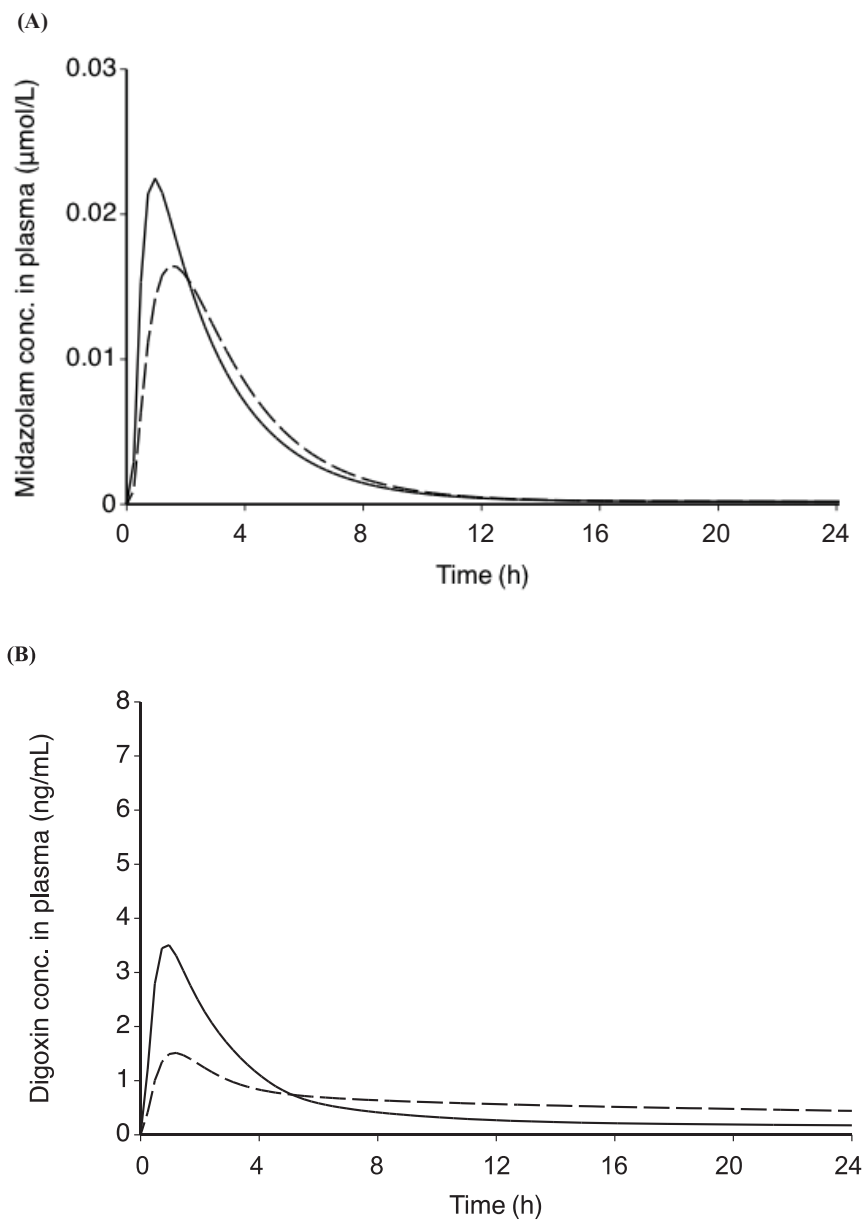 (A)
0.03
0.02
0.01
0
Midazolam conc. in plasma (μmol/L)
0 4 8 12 16 20 24
Time (h)
(B)
8
7
6
5
4
3
2
1
0
Digoxin conc. in plasma (ng/mL)
0 4 8 12 16 20 24
Time (h)